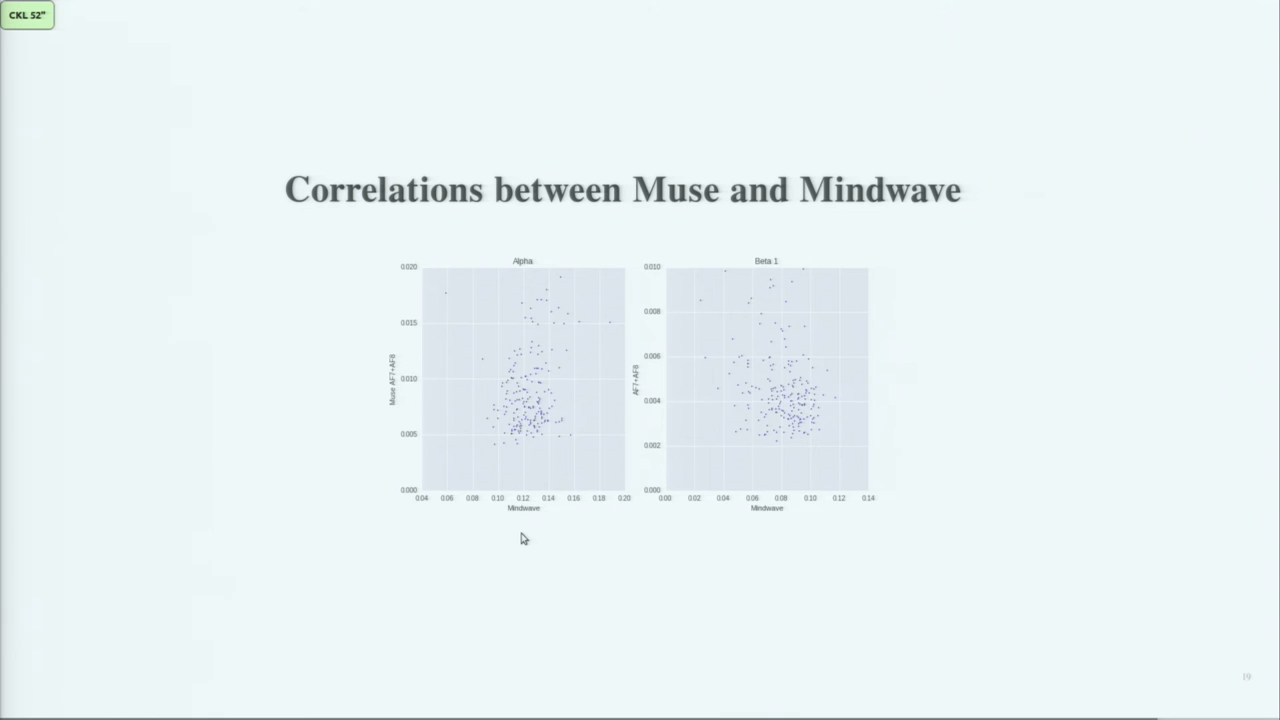 CKL 52"
Correlations between Muse and Mindwave
Alpha
Muse AF7+AF8
0.020
0.015
0.010
0.005
0.000
0.04 0.06 0.08 0.10 0.12 0.14 0.16 0.18 0.20
Mindwave
Beta 1
AF7+AF8
0.010
0.008
0.006
0.004
0.002
0.000
0.00 0.02 0.04 0.06 0.08 0.10 0.12 0.14
Mindwave
19